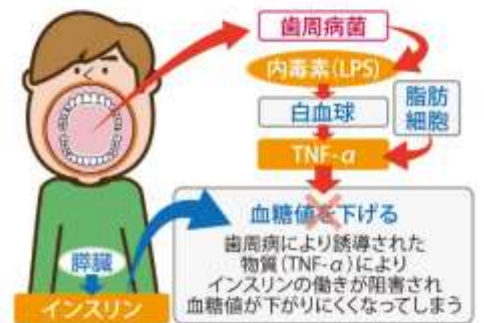 歯周病菌
内毒素(LPS)
白血球
脂肪
細胞
TNF-α
血糖値を下げる
歯周病により誘導された
物質(TNF-α)により
インスリンの働きが阻害され
血糖値が下がりにくくなってしまう
膵臓
インスリン